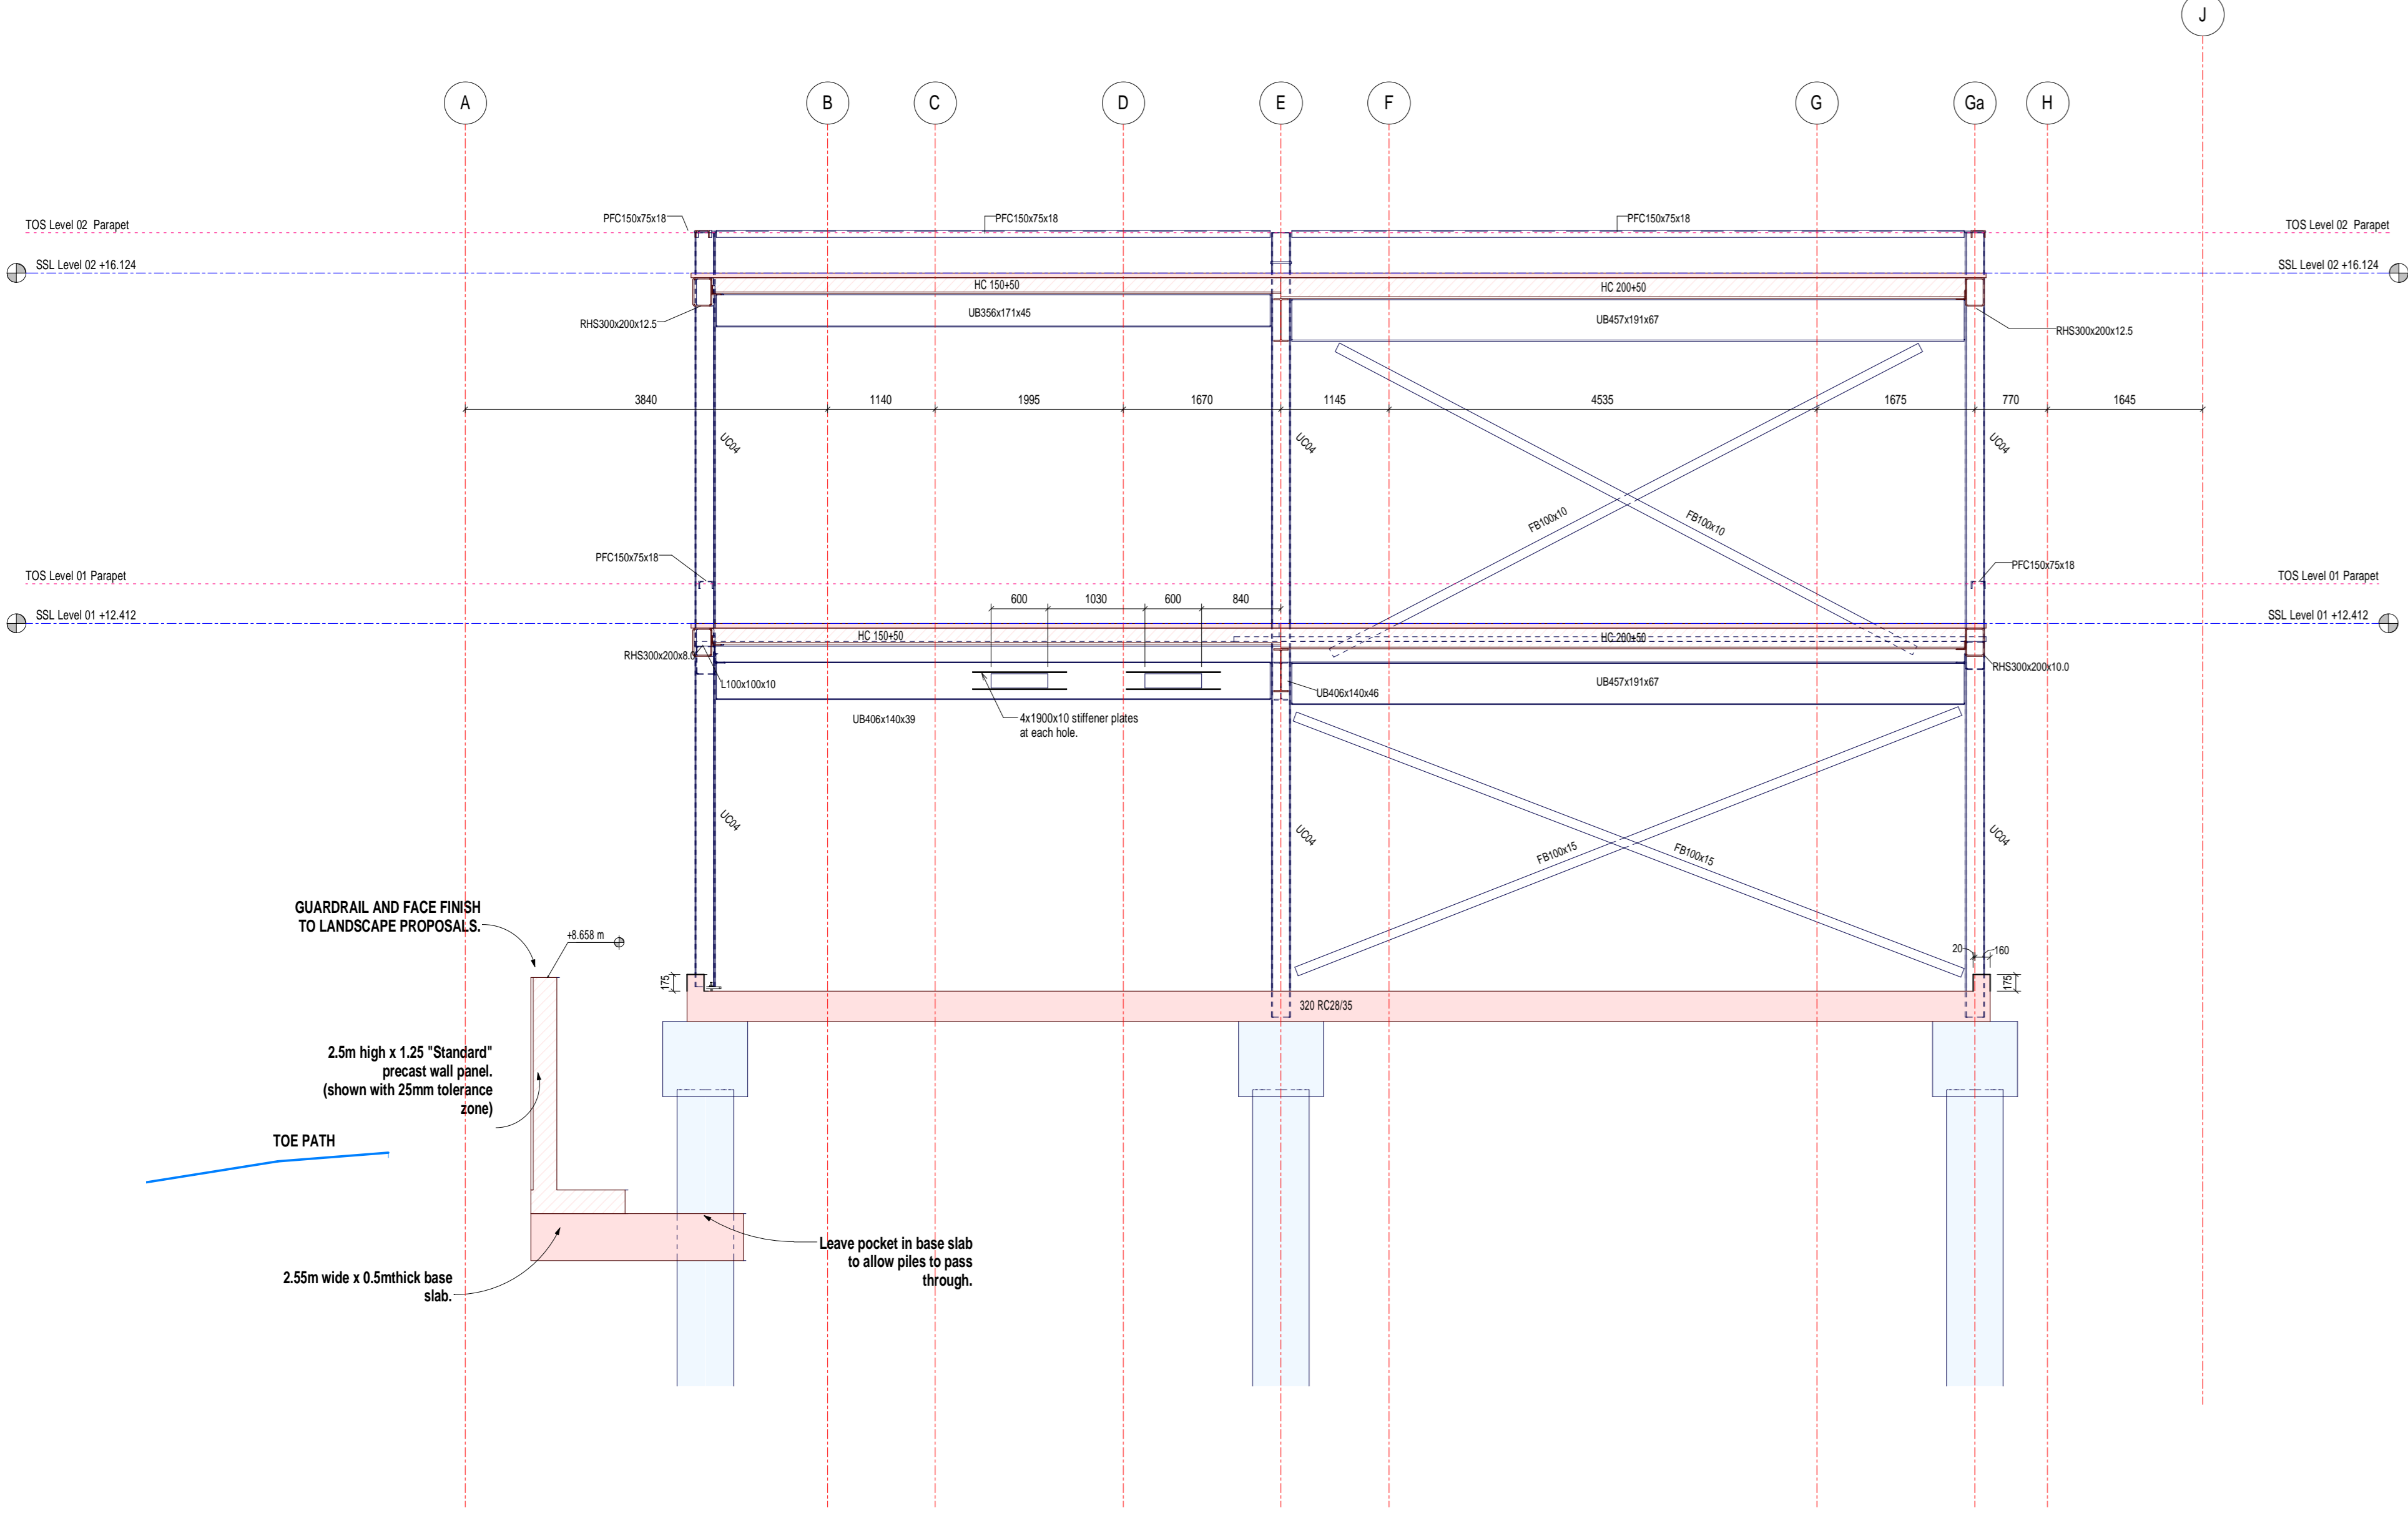 J
A
B
C
D
E
F
G
Ga
H
PFC150x75x18
PFC150x75x18
PFC150x75x18
TOS Level 02  Parapet
TOS Level 02  Parapet
SSL Level 02 +16.124
SSL Level 02 +16.124
HC 150+50
HC 200+50
UB356x171x45
UB457x191x67
RHS300x200x12.5
RHS300x200x12.5
3840
1140
1995
1670
1145
4535
1675
770
1645
UC04
UC04
UC04
FB100x10
FB100x10
PFC150x75x18
PFC150x75x18
TOS Level 01 Parapet
TOS Level 01 Parapet
600
1030
600
840
SSL Level 01 +12.412
SSL Level 01 +12.412
HC 150+50
HC 200+50
RHS300x200x8.0
RHS300x200x10.0
L100x100x10
UB457x191x67
UB406x140x46
UB406x140x39
4x1900x10 stiffener plates
at each hole.
UC04
UC04
UC04
FB100x15
FB100x15
GUARDRAIL AND FACE FINISH
TO LANDSCAPE PROPOSALS.
+8.658 m
20
160
175
175
320 RC28/35
2.5m high x 1.25 "Standard"
precast wall panel.
(shown with 25mm tolerance
zone)
TOE PATH
Leave pocket in base slab
to allow piles to pass
through.
2.55m wide x 0.5mthick base
slab.